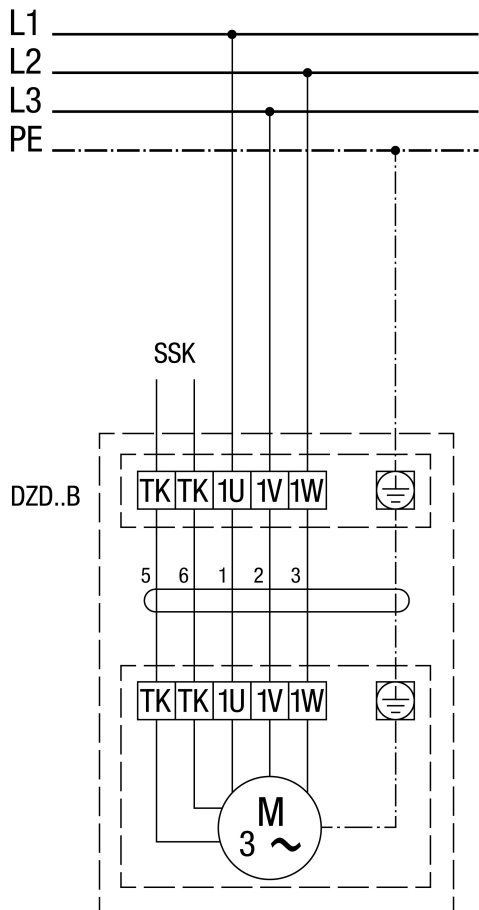 L1
L2
L3
PE
SSK
DZD..B
TK TK 1U 1V 1W
5 6 1 2 3
TK TK 1U 1V 1W
M
3 ~